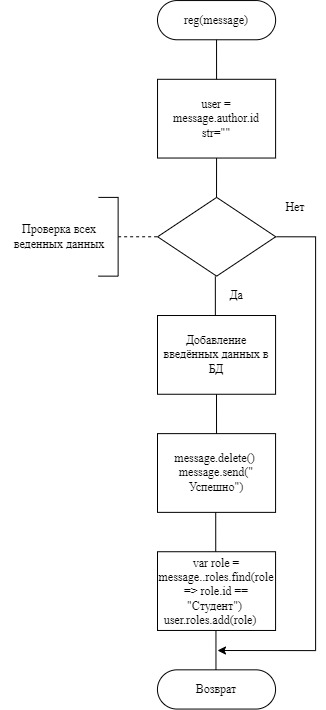 reg(message)
user =
message.author.id
str=""
Нет
Проверка всех
веденных данных
Да
Добавление
введённых данных в
БД
message.delete()
message.send("
Успешно")
var role =
message..roles.find(role
=> role.id ==
"Студент")
user.roles.add(role)
Возврат